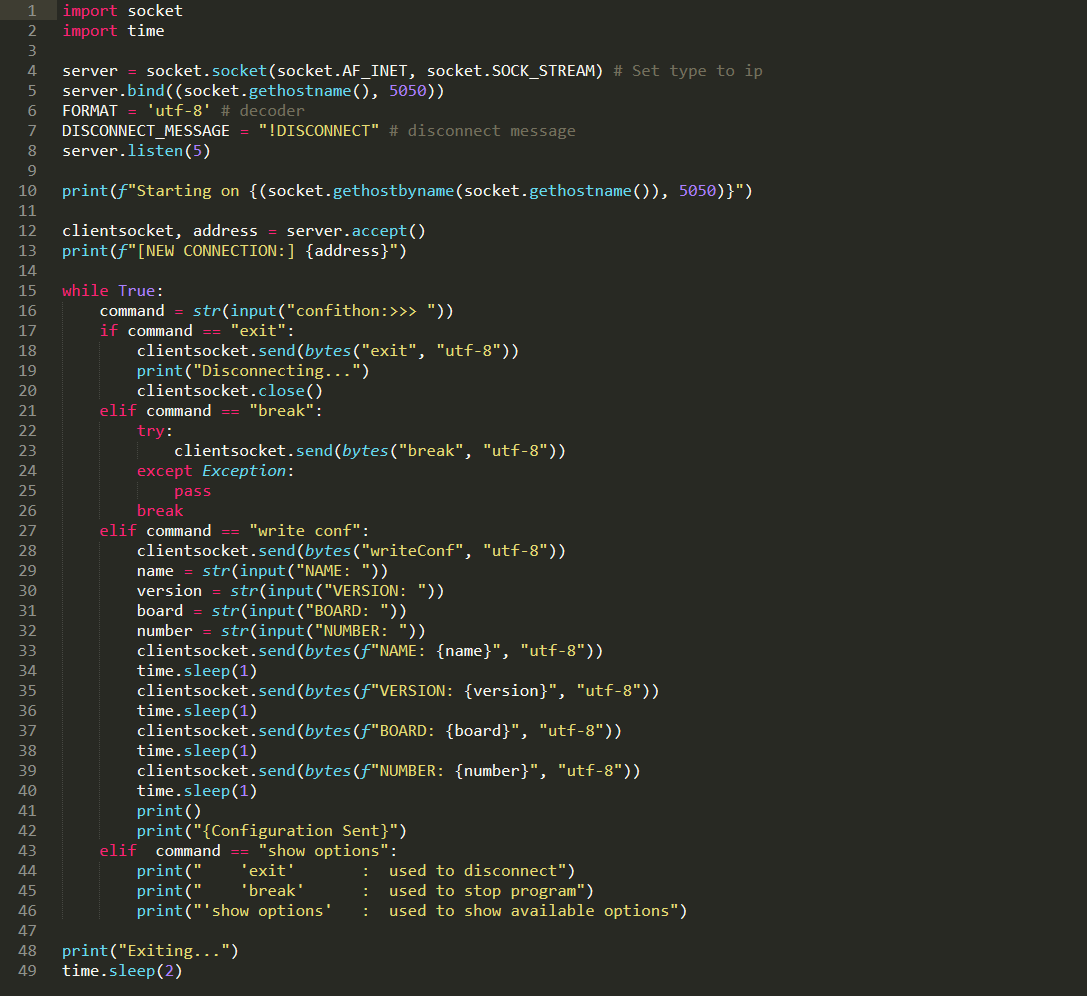 1 import socket
2 import time
3
4 server = socket.socket(socket.AF_INET, socket.SOCK_STREAM) # Set type to ip
5 server.bind((socket.gethostname(), 5050))
6 FORMAT = 'utf-8' # decoder
7 DISCONNECT_MESSAGE = "!DISCONNECT" # disconnect message
8 server.listen(5)
9
10 print(f"Starting on {(socket.gethostbyname(socket.gethostname()), 5050)}")
11
12 clientsocket, address = server.accept()
13 print(f"[NEW CONNECTION:] {address}")
14
15 while True:
16     command = str(input("confithon:>>> "))
17     if command == "exit":
18         clientsocket.send(bytes("exit", "utf-8"))
19         print("Disconnecting...")
20         clientsocket.close()
21     elif command == "break":
22         try:
23             clientsocket.send(bytes("break", "utf-8"))
24         except Exception:
25             pass
26         break
27     elif command == "write conf":
28         clientsocket.send(bytes("writeConf", "utf-8"))
29         name = str(input("NAME: "))
30         version = str(input("VERSION: "))
31         board = str(input("BOARD: "))
32         number = str(input("NUMBER: "))
33         clientsocket.send(bytes(f"NAME: {name}", "utf-8"))
34         time.sleep(1)
35         clientsocket.send(bytes(f"VERSION: {version}", "utf-8"))
36         time.sleep(1)
37         clientsocket.send(bytes(f"BOARD: {board}", "utf-8"))
38         time.sleep(1)
39         clientsocket.send(bytes(f"NUMBER: {number}", "utf-8"))
40         time.sleep(1)
41         print()
42         print("{Configuration Sent}")
43     elif  command == "show options":
44         print("    'exit'       :  used to disconnect")
45         print("    'break'      :  used to stop program")
46         print("'show options'   :  used to show available options")
47
48 print("Exiting...")
49 time.sleep(2)